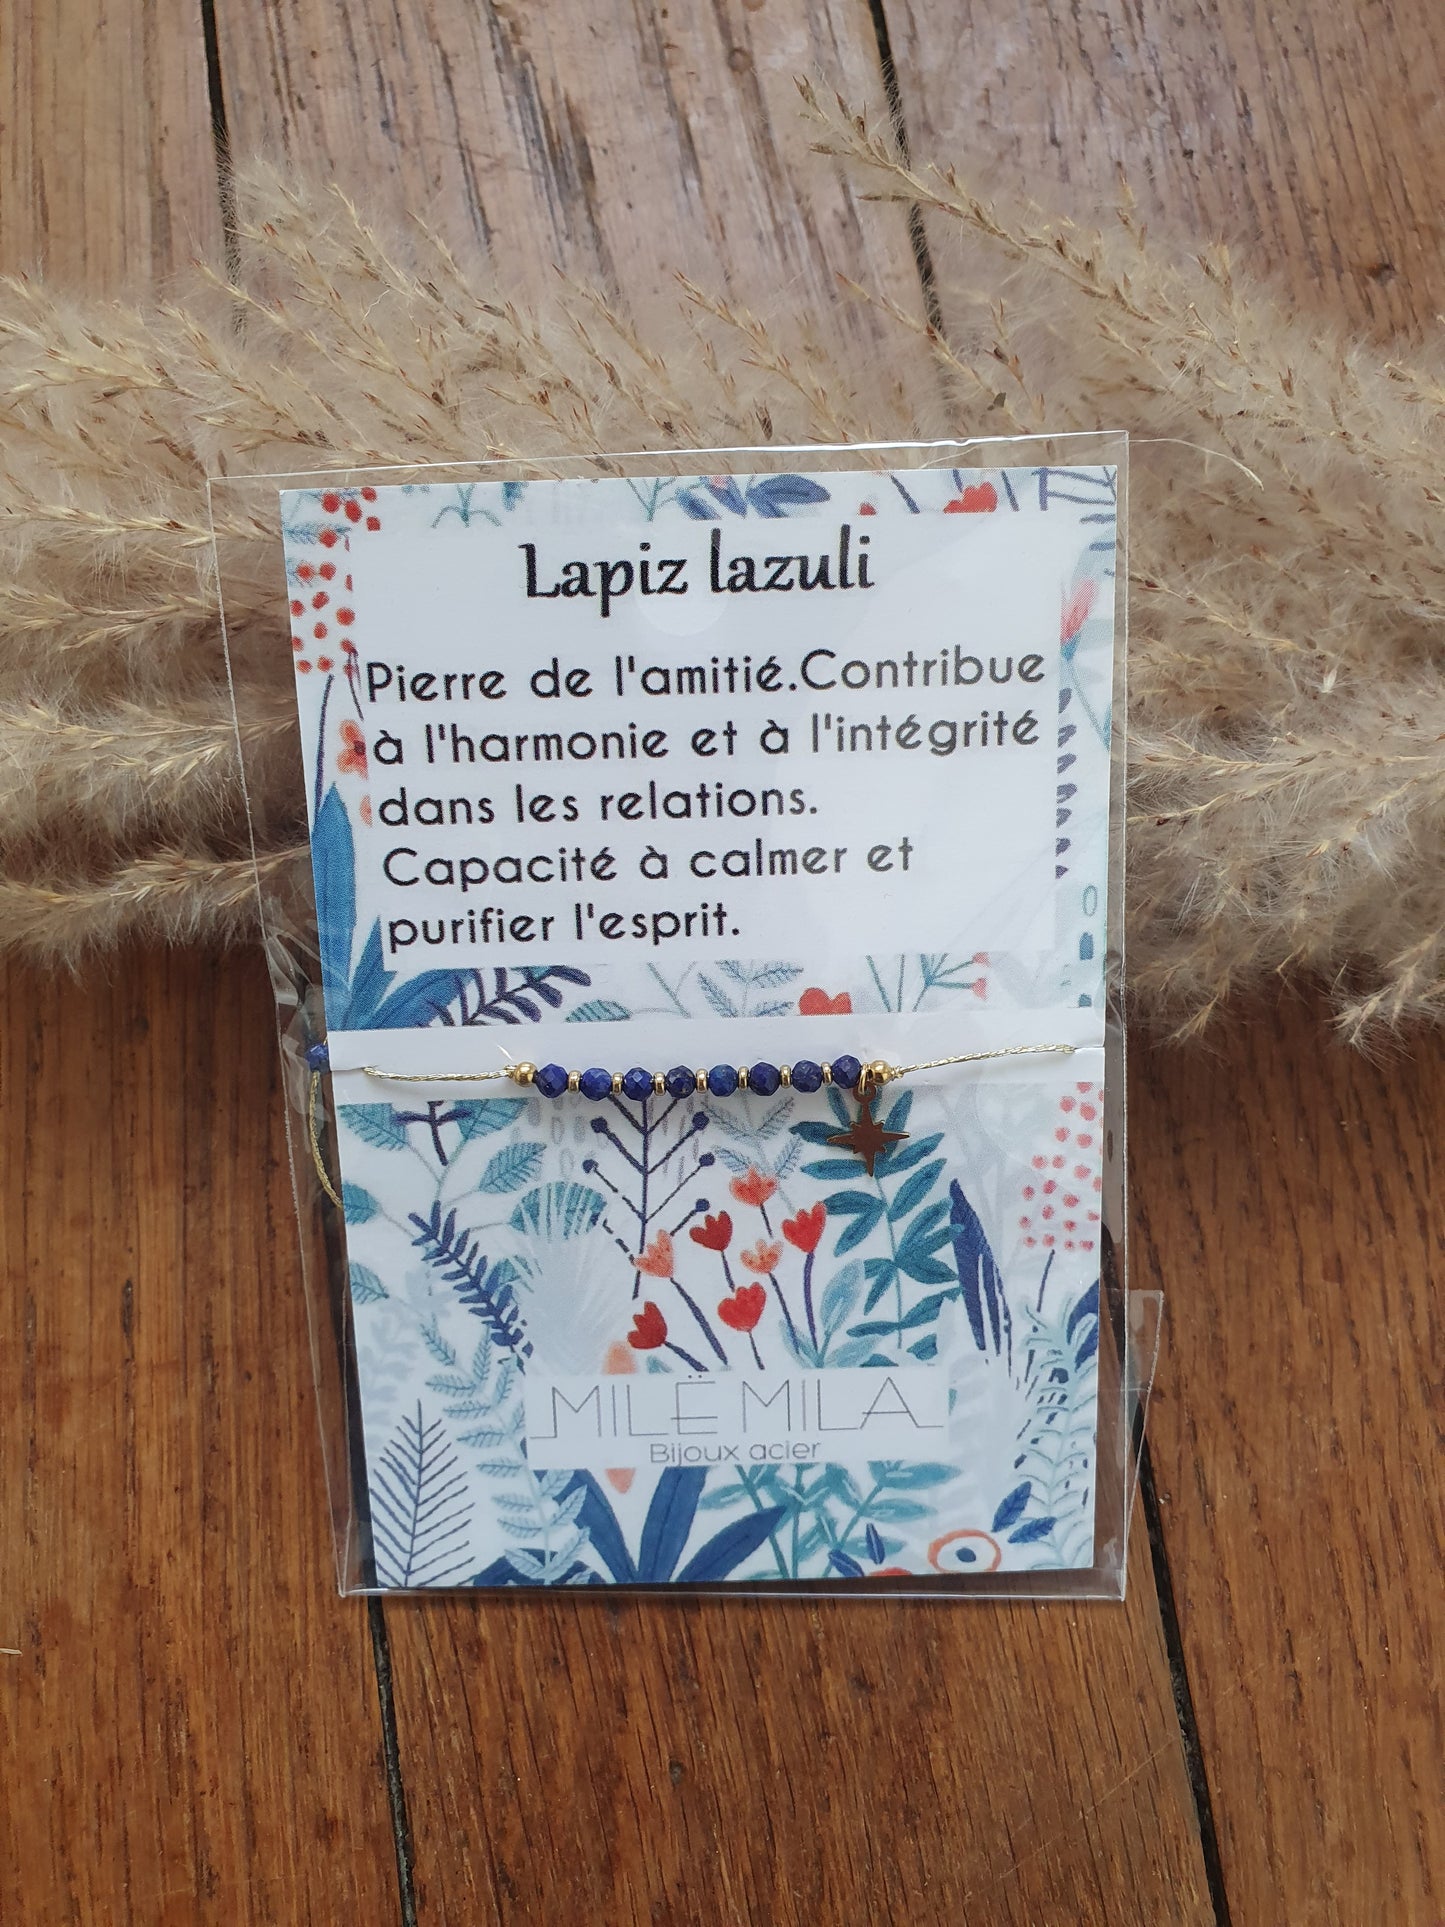 Lapiz lazuli
Pierre de l'amitié.Contribue
à l'harmonie et à l'intégrité
dans les relations.
Capacité à calmer et
purifier l'esprit.
MILË MILA
Bijoux acier